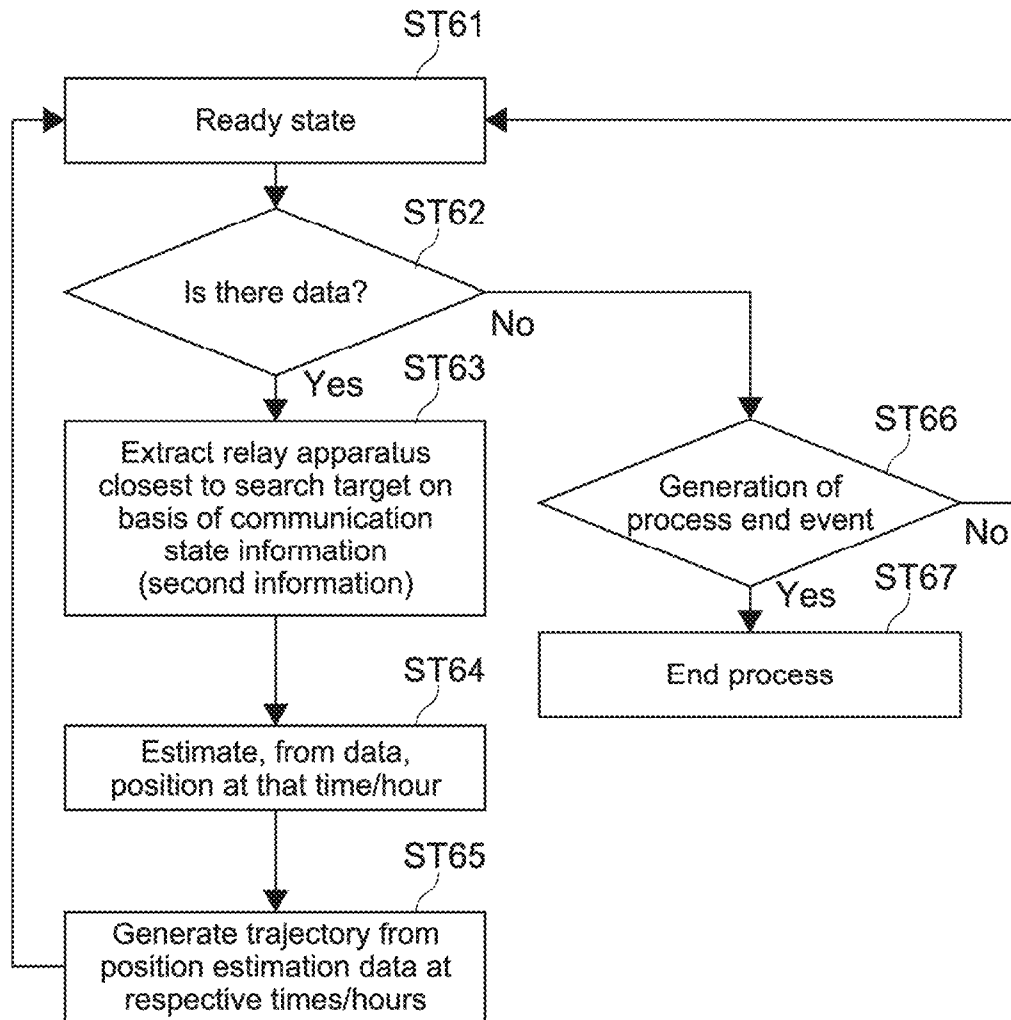 ST61
Ready state
ST62
Is there data?
No
Yes
ST63
Extract relay apparatus
closest to search target on
basis of communication
state information
(second information)
ST66
Generation of
process end event
No
Yes
ST67
End process
ST64
Estimate, from data,
position at that time/hour
ST65
Generate trajectory from
position estimation data at
respective times/hours